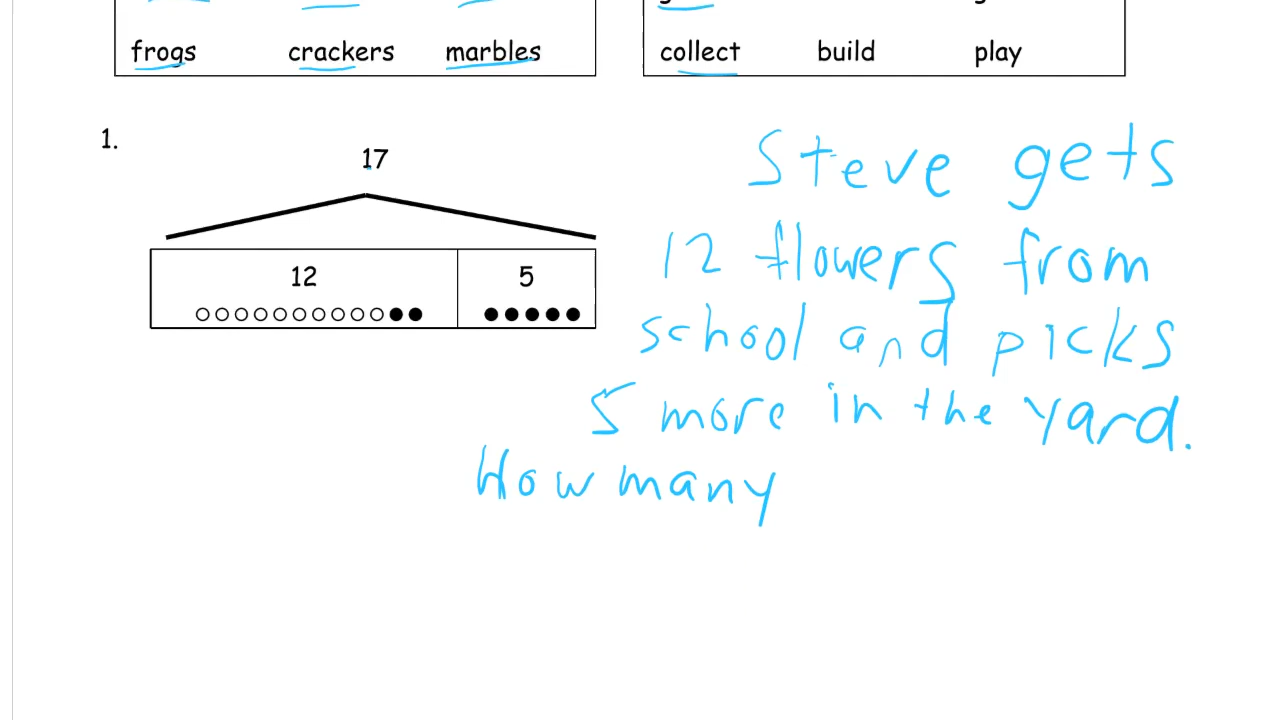 frogs crackers marbles
collect build play
1.
17
12 5
Steve gets
12 flowers from
school and picks
5 more in the yard.
How many